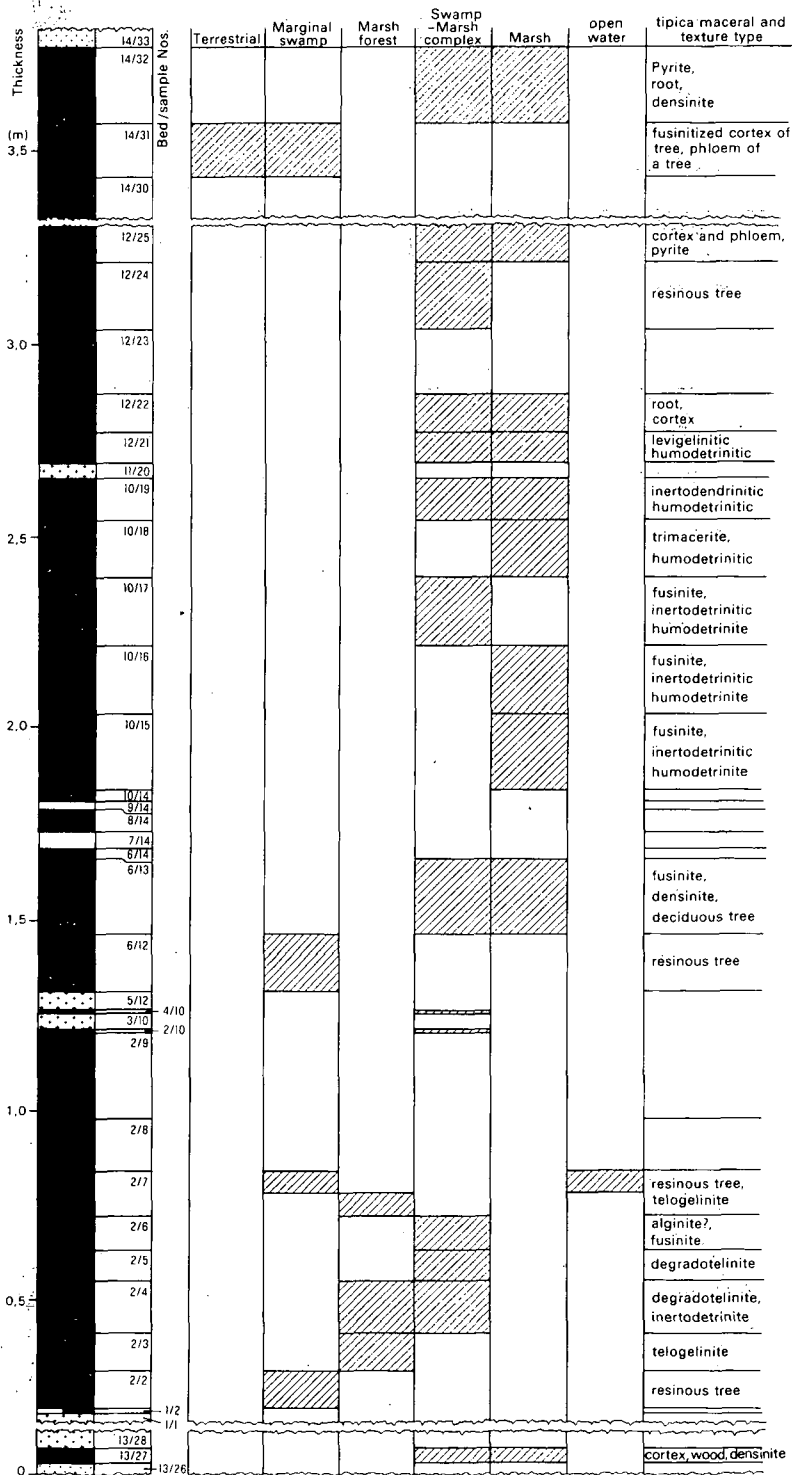 Thickness
(m)
Bed/sample Nos.
Terrestrial
Marginal
swamp
Marsh
forest
Swamp
-Marsh
complex
Marsh
open
water
tipica maceral and
texture type
14/33
14/32
Pyrite,
root,
densinite
3,5
14/31
fusinitized cortex of
tree, phloem of
a tree
14/30
12/25
cortex and phloem,
pyrite
12/24
resinous tree
3,0
12/23
12/22
root,
cortex
12/21
levigelinitic
humodetrinitic
11/20
10/19
inertodendrinitic
humodetrinitic
2,5
10/18
trimacerite,
humodetrinitic
10/17
fusinite,
inertodetrinitic
humodetrinite
10/16
fusinite,
inertodetrinitic
humodetrinite
2,0
10/15
fusinite,
inertodetrinitic
humodetrinite
10/14
9/14
8/14
7/14
6/14
6/13
fusinite,
densinite,
deciduous tree
1,5
6/12
resinous tree
5/12
4/10
3/10
2/10
2/9
1,0
2/8
2/7
resinous tree,
telogelinite
2/6
alginite?,
fusinite
2/5
degradotelinite
0,5
2/4
degradotelinite,
inertodetrinite
2/3
telogelinite
2/2
resinous tree
1/2
1/1
13/28
13/27
cortex, wood, densinite
0
13/26